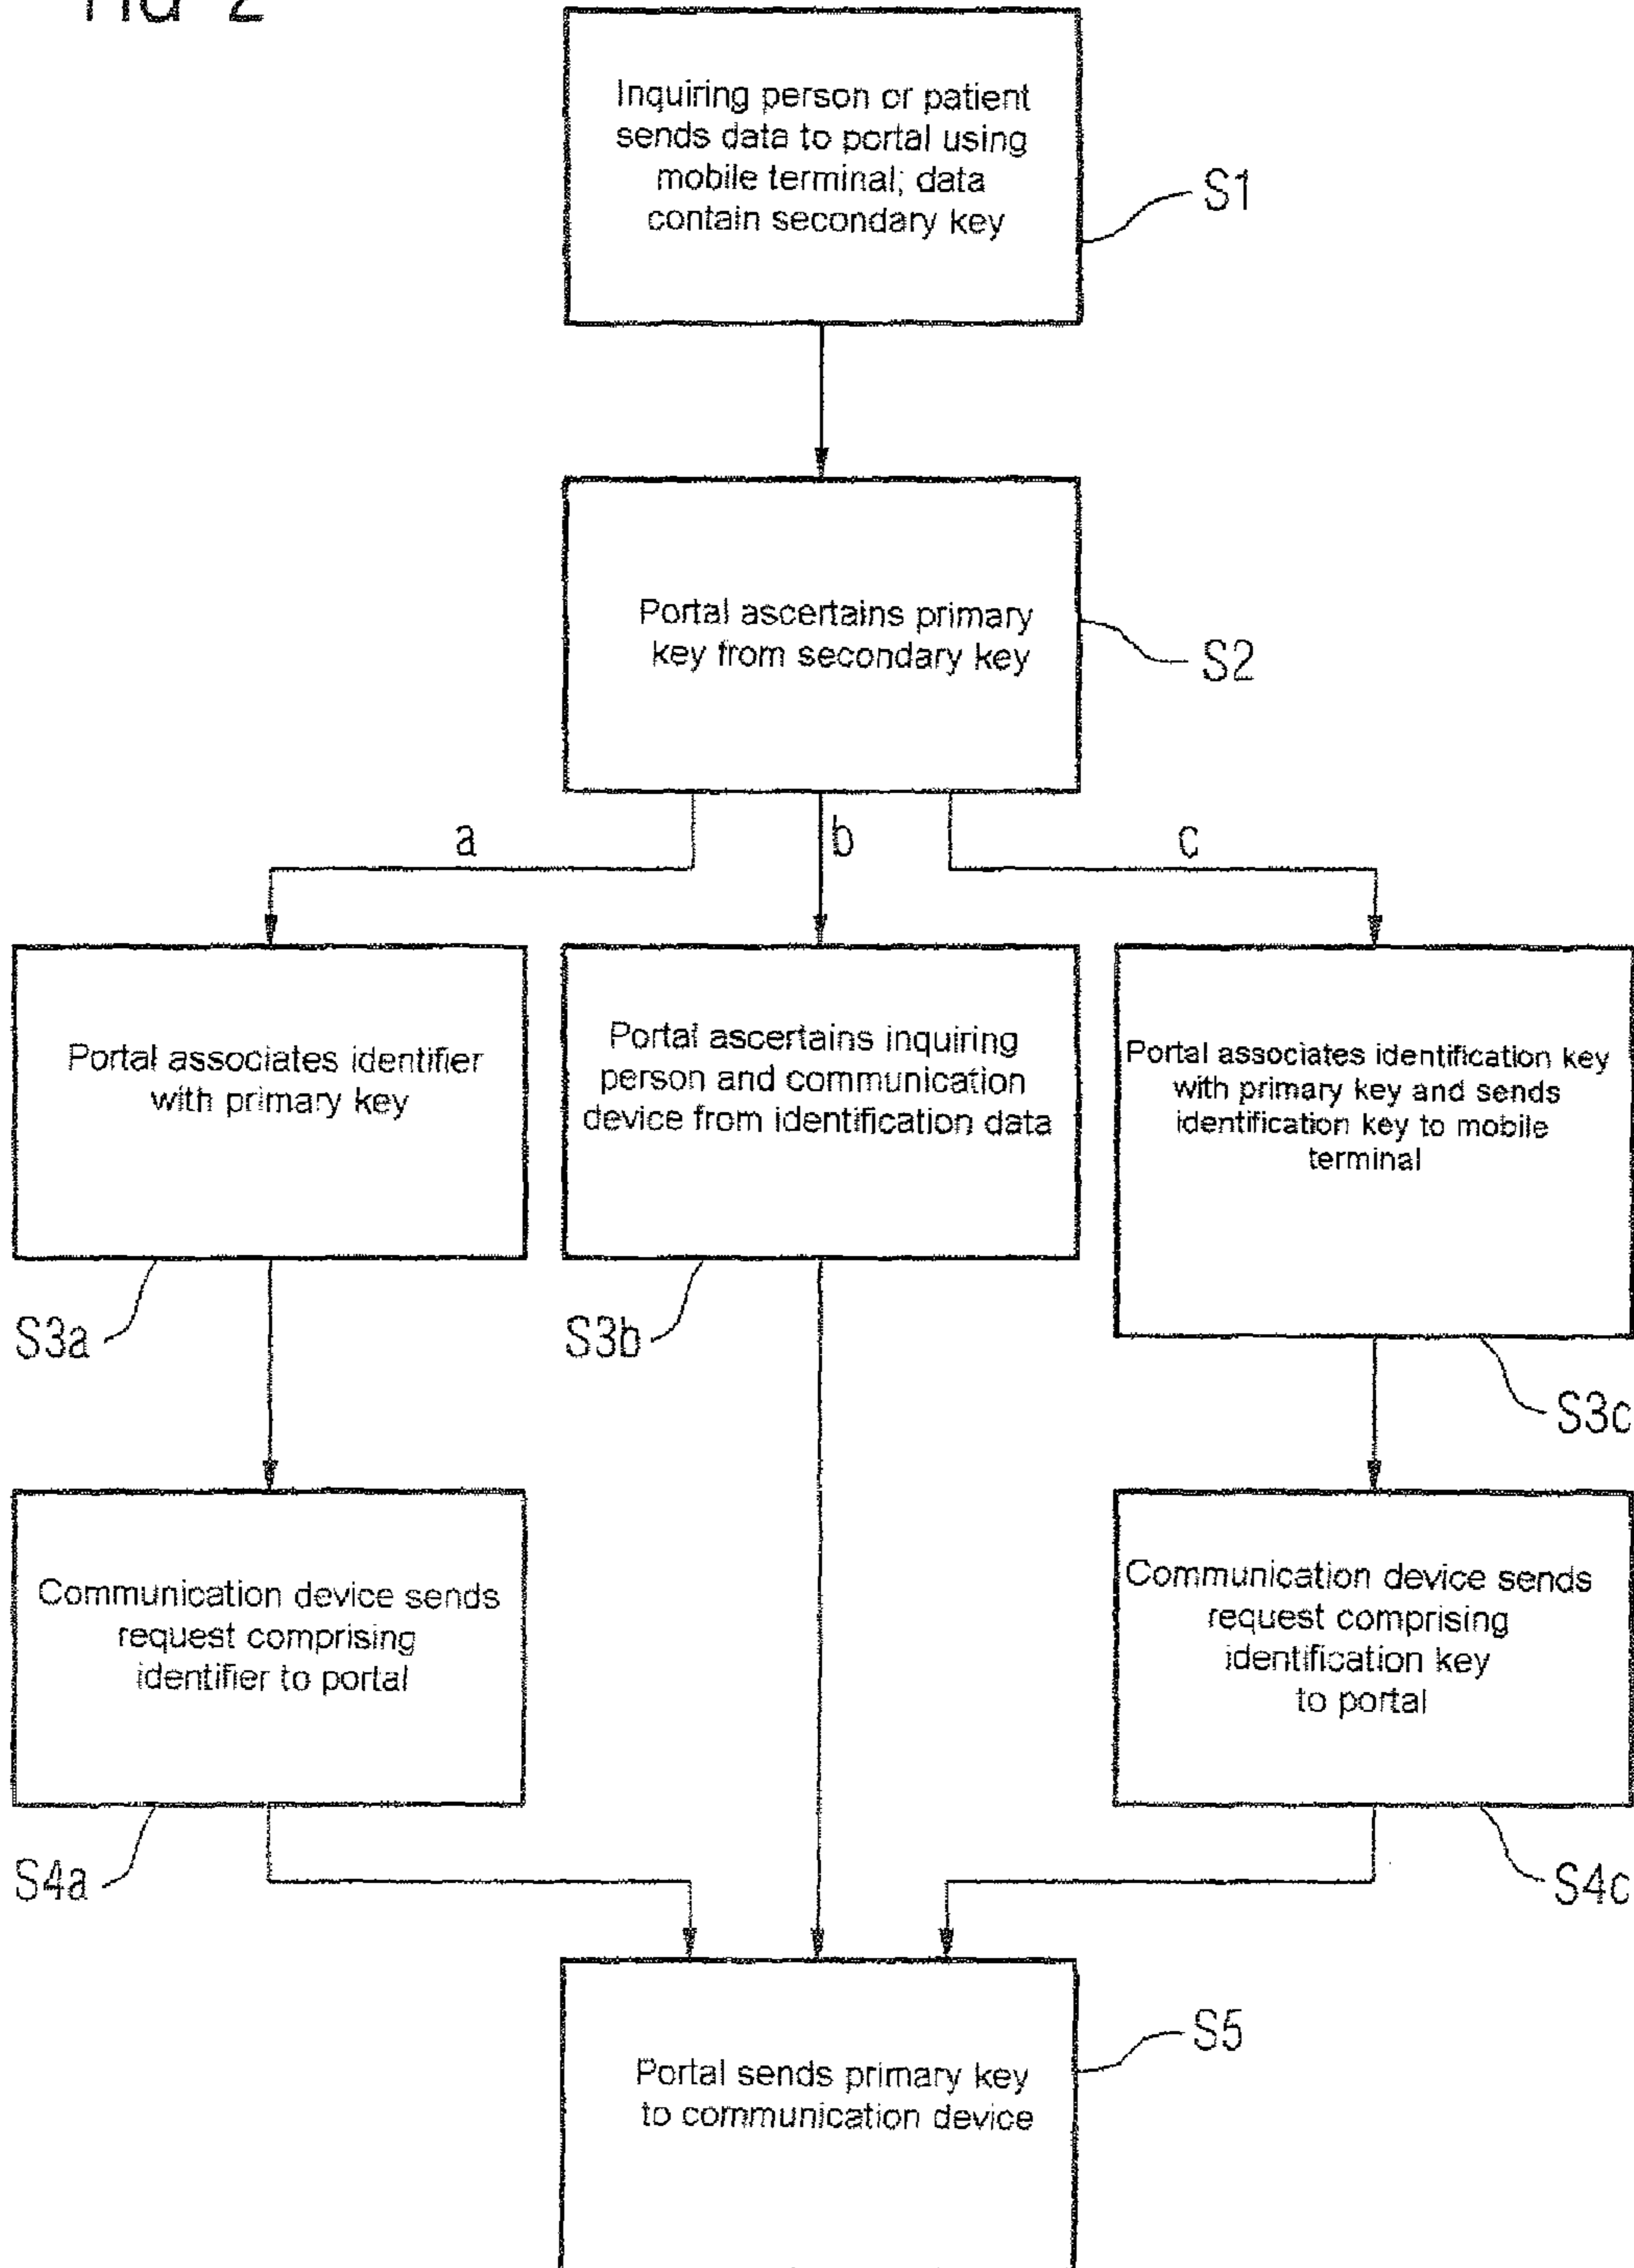 Inquiring person or patient
sends data to portal using
mobile terminal; data
contain secondary key
S1
Portal ascertains primary
key from secondary key
S2
a
b
c
Portal associates identifier
with primary key
S3a
Portal ascertains inquiring
person and communication
device from identification data
S3b
Portal associates identification key
with primary key and sends
identification key to mobile
terminal
S3c
Communication device sends
request comprising
identifier to portal
S4a
Communication device sends
request comprising
identification key
to portal
S4c
Portal sends primary key
to communication device
S5